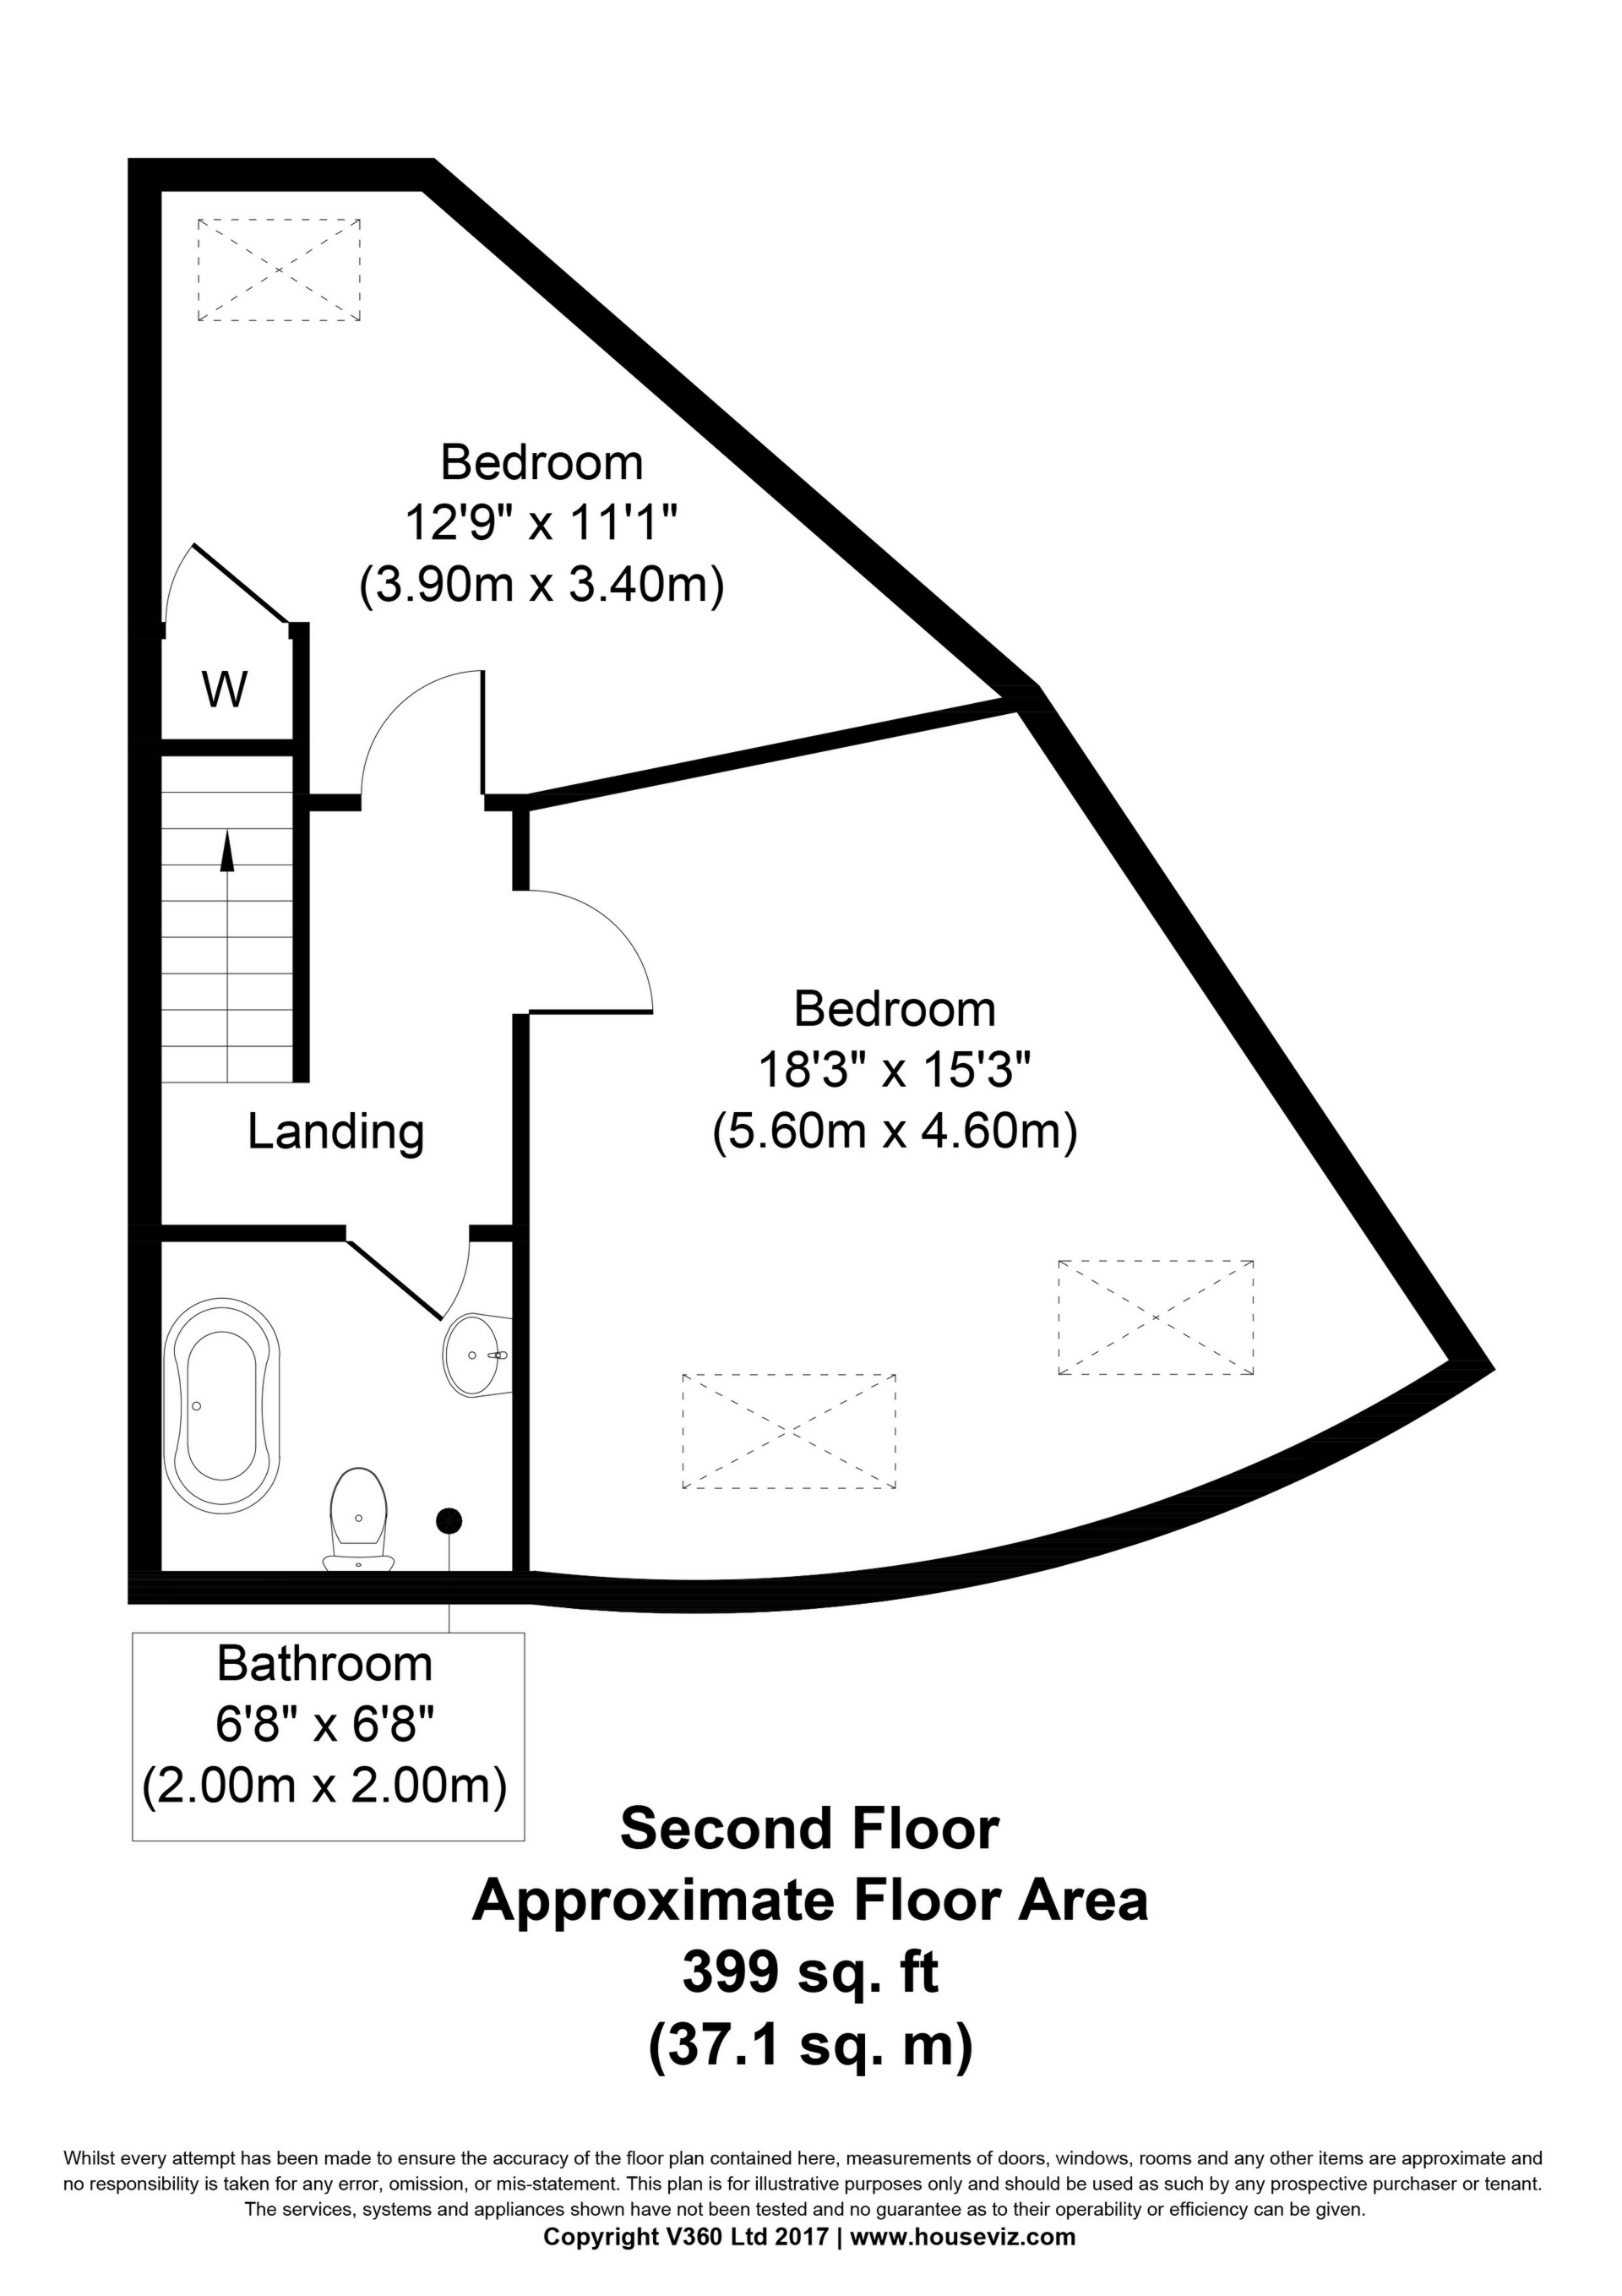 Bedroom
12'9" x 11'1"
(3.90m x 3.40m)
W
Bedroom
18'3" x 15'3"
(5.60m x 4.60m)
Landing
Bathroom
6'8" x 6'8"
(2.00m x 2.00m)
Second Floor
Approximate Floor Area
399 sq. ft
(37.1 sq. m)
Whilst every attempt has been made to ensure the accuracy of the floor plan contained here, measurements of doors, windows, rooms and any other items are approximate and
no responsibility is taken for any error, omission, or mis-statement. This plan is for illustrative purposes only and should be used as such by any prospective purchaser or tenant.
The services, systems and appliances shown have not been tested and no guarantee as to their operability or efficiency can be given.
Copyright V360 Ltd 2017 | www.houseviz.com